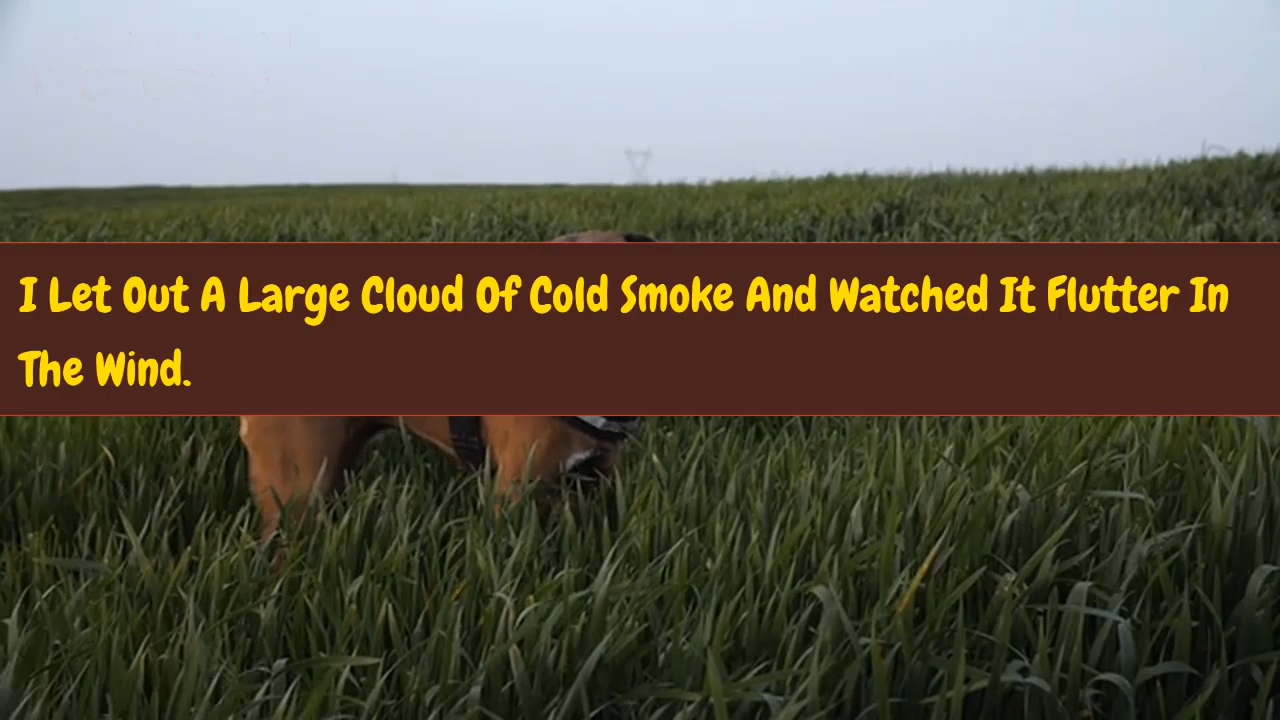 I Let Out A Large Cloud Of Cold Smoke And Watched It Flutter In
The Wind.